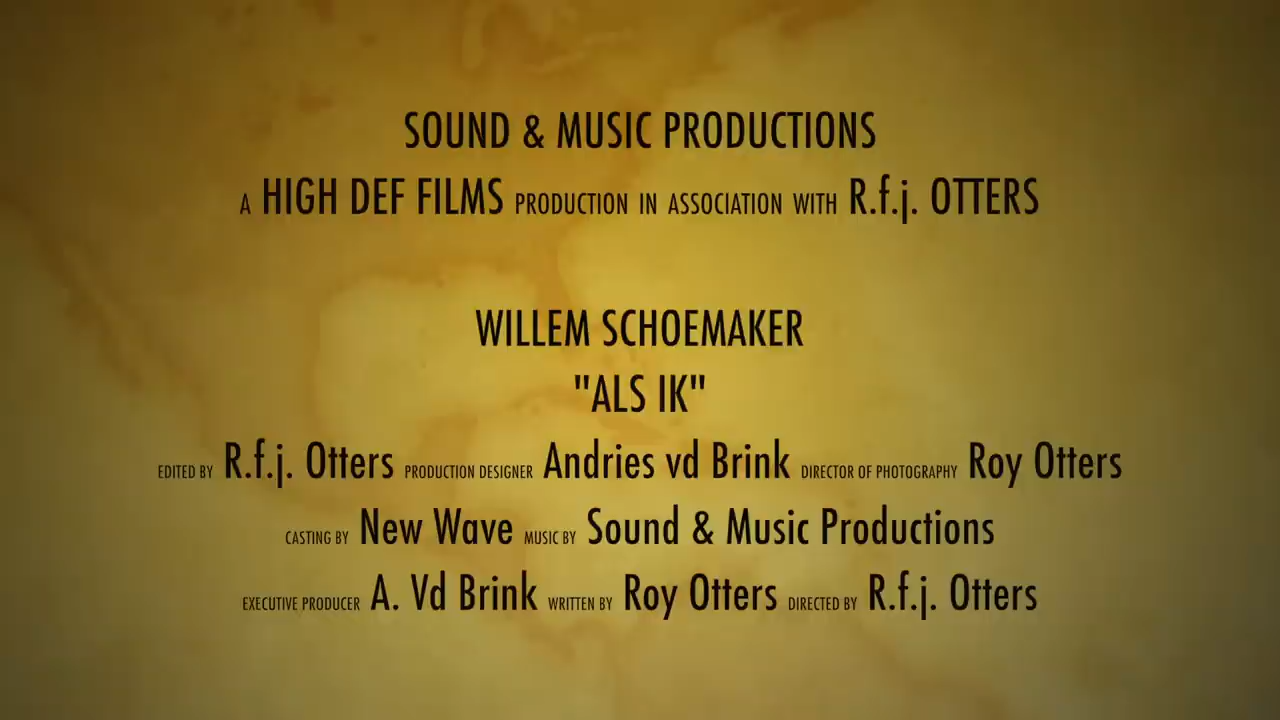 SOUND & MUSIC PRODUCTIONS
A HIGH DEF FILMS PRODUCTION IN ASSOCIATION WITH R.f.j. OTTERS
WILLEM SCHOEMAKER
"ALS IK"
EDITED BY R.f.j. Otters PRODUCTION DESIGNER Andries vd Brink DIRECTOR OF PHOTOGRAPHY Roy Otters
CASTING BY New Wave MUSIC BY Sound & Music Productions
EXECUTIVE PRODUCER A. Vd Brink WRITTEN BY Roy Otters DIRECTED BY R.f.j. Otters